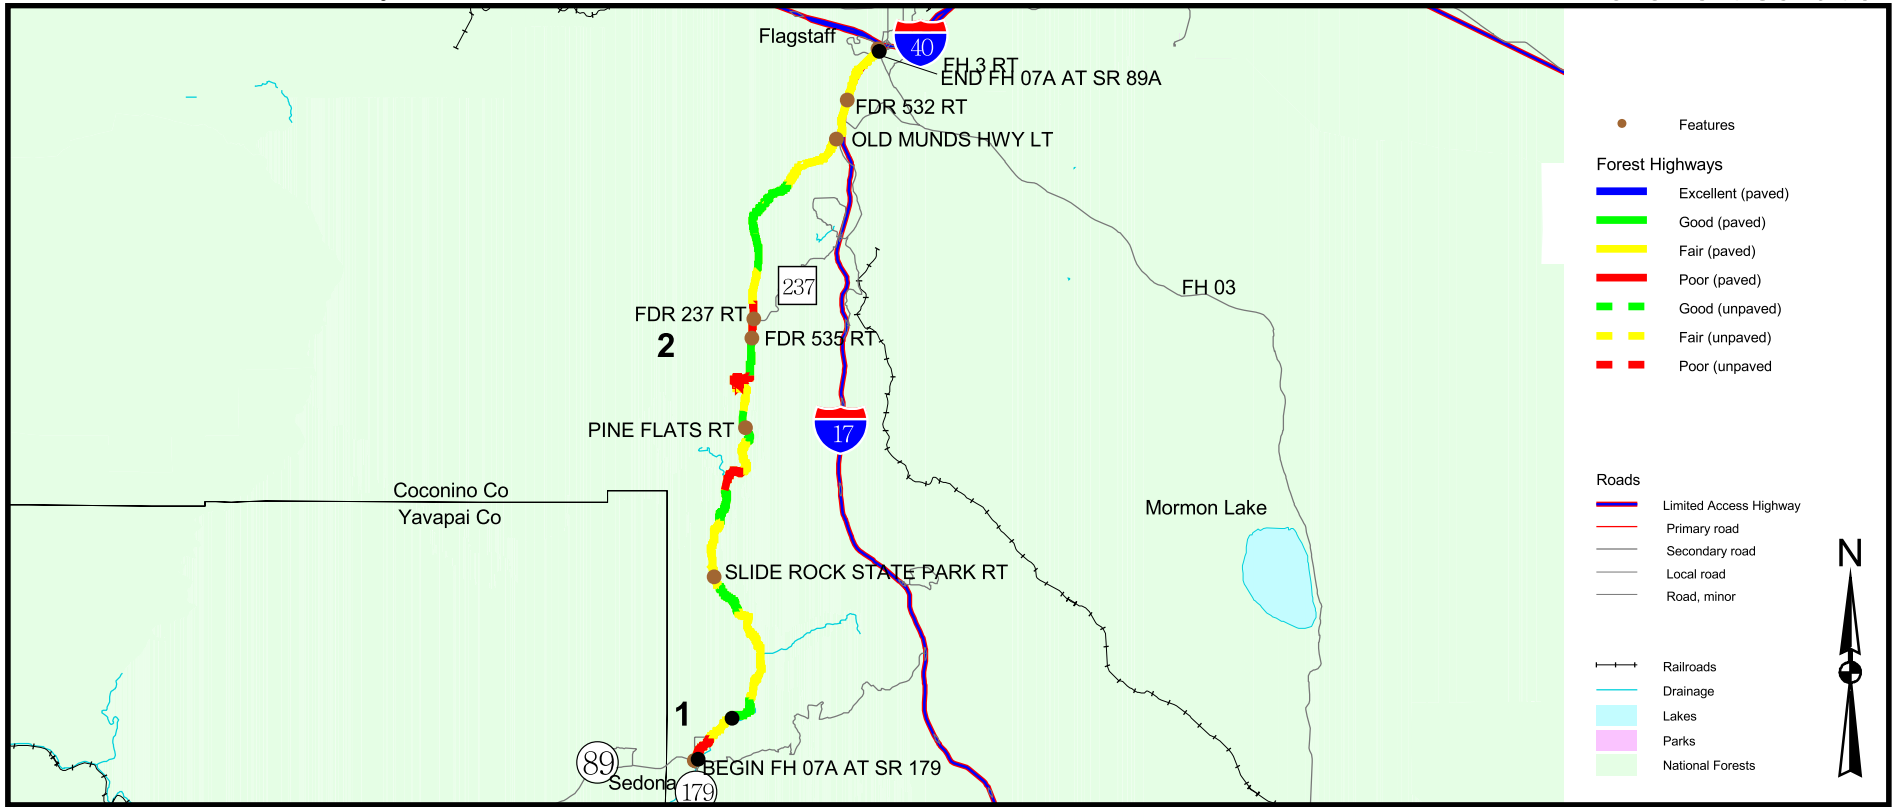 Flagstaff
40
FH 3 RT
END FH 07A AT SR 89A
FDR 532 RT
OLD MUNDS HWY LT
237
FH 03
FDR 237 RT
2
FDR 535 RT
17
PINE FLATS RT
Coconino Co
Yavapai Co
Mormon Lake
SLIDE ROCK STATE PARK RT
1
BEGIN FH 07A AT SR 179
89
Sedona
179
Features
Forest Highways
Excellent (paved)
Good (paved)
Fair (paved)
Poor (paved)
Good (unpaved)
Fair (unpaved)
Poor (unpaved
Roads
Limited Access Highway
Primary road
Secondary road
Local road
Road, minor
N
Railroads
Drainage
Lakes
Parks
National Forests